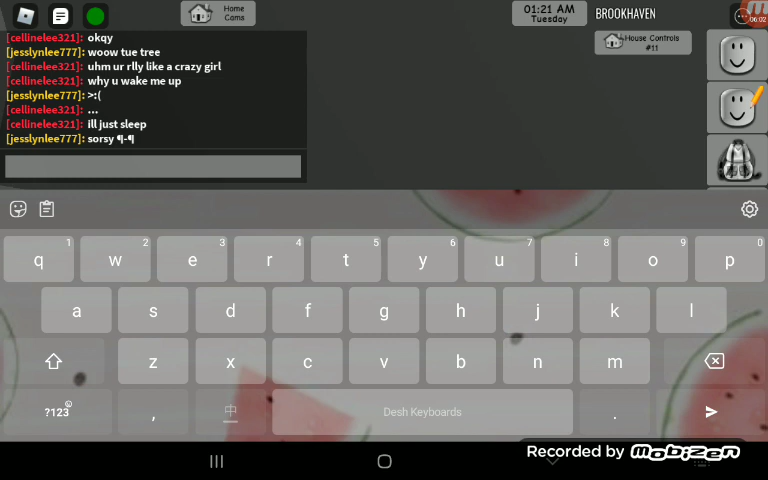 Home
Cams
01:21 AM
Tuesday
BROOKHAVEN
06:02
House Controls
#11
[cellinelee321]: okqy
[jesslynlee777]: woow tue tree
[cellinelee321]: uhm ur rlly like a crazy girl
[cellinelee321]: why u wake me up
[jesslynlee777]: >:(
[cellinelee321]: ...
[cellinelee321]: ill just sleep
[jesslynlee777]: sorsy ¶-¶
1 2 3 4 5 6 7 8 9 0
q w e r t y u i o p
a s d f g h j k l
z x c v b n m
?123 , 中 Desh Keyboards .
Recorded by Mobizen